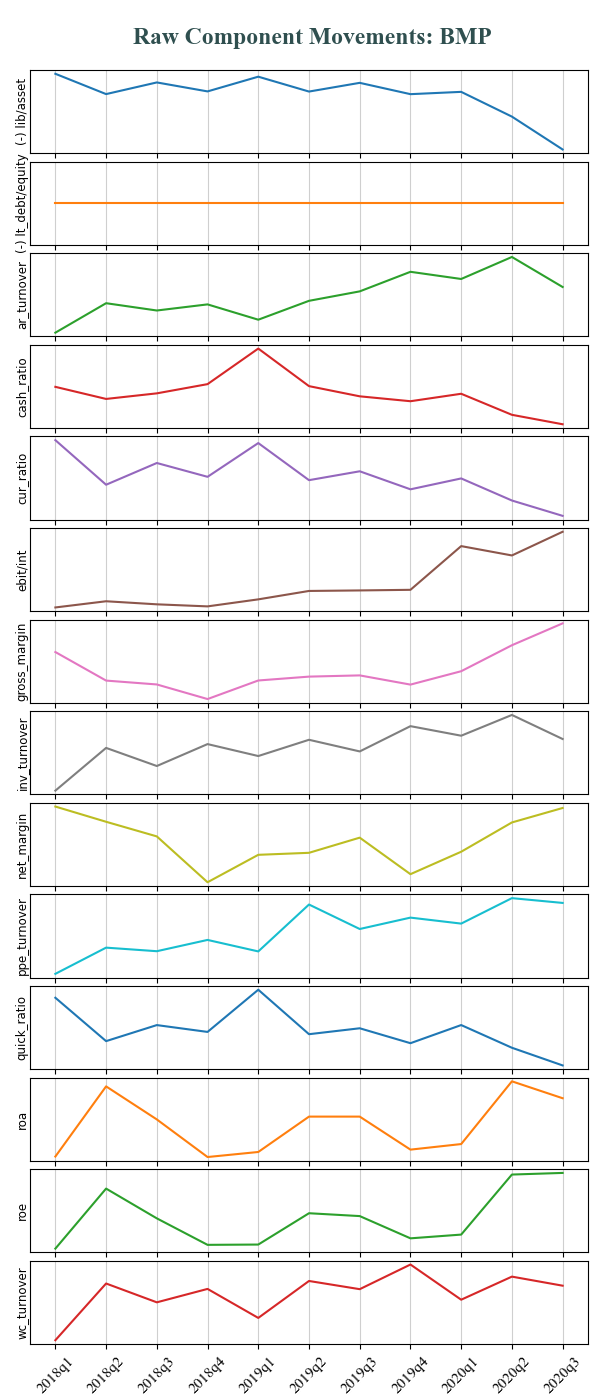 Raw Component Movements: BMP
(-) lib/asset
(-) lt_debt/equity
ar_turnover
cash_ratio
cur_ratio
ebit/int
gross_margin
inv_turnover
net_margin
ppe_turnover
quick_ratio
roa
roe
wc_turnover
2018q1 2018q2 2018q3 2018q4 2019q1 2019q2 2019q3 2019q4 2020q1 2020q2 2020q3